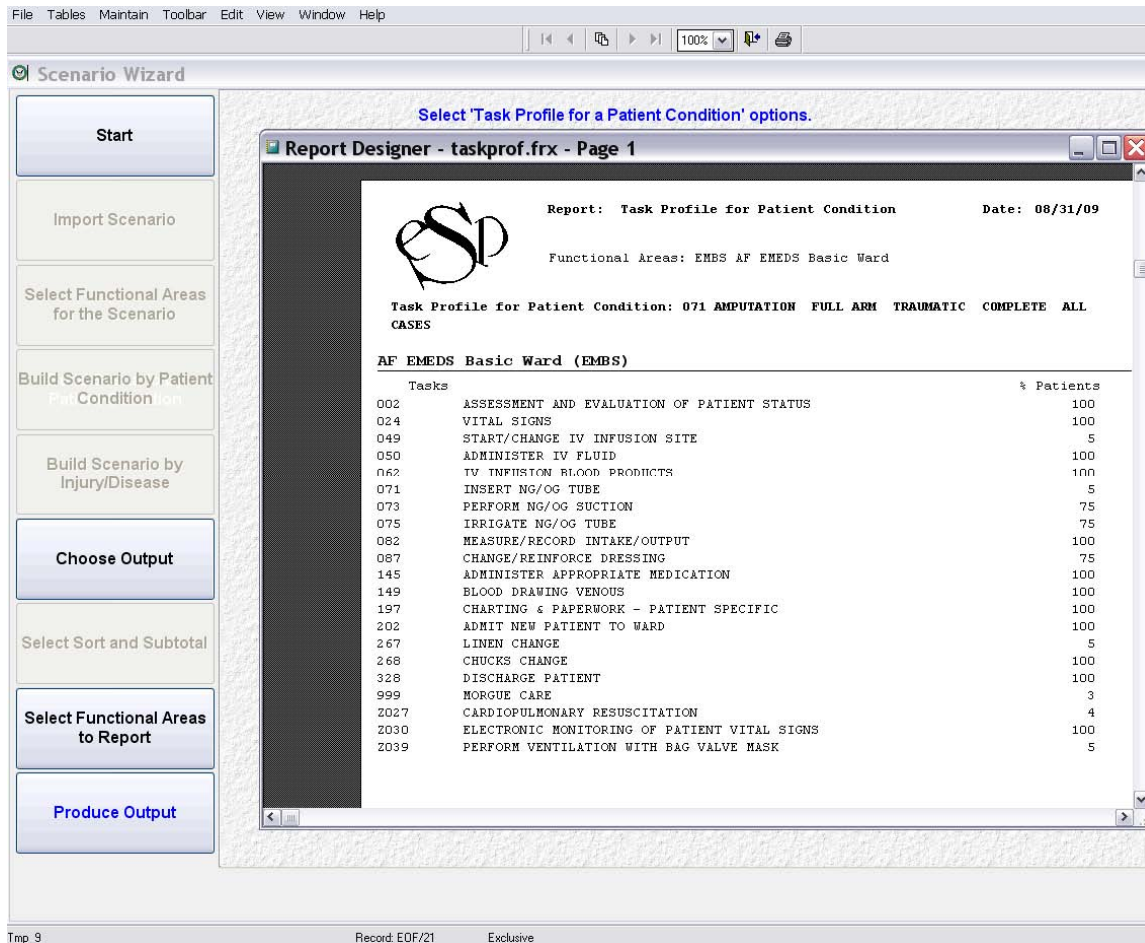 File Tables Maintain Toolbar Edit View Window Help
100%
Scenario Wizard
Start
Import Scenario
Select Functional Areas
for the Scenario
Build Scenario by Patient
Condition
Build Scenario by
Injury/Disease
Choose Output
Select Sort and Subtotal
Select Functional Areas
to Report
Produce Output
Select 'Task Profile for a Patient Condition' options.
Report Designer - taskprof.frx - Page 1
esp
Report: Task Profile for Patient Condition Date: 08/31/09
Functional Areas: EMBS AF EMEDS Basic Ward
Task Profile for Patient Condition: 071 AMPUTATION FULL ARM TRAUMATIC COMPLETE ALL
CASES
AF EMEDS Basic Ward (EMBS)
Tasks % Patients
002 ASSESSMENT AND EVALUATION OF PATIENT STATUS 100
024 VITAL SIGNS 100
049 START/CHANGE IV INFUSION SITE 5
050 ADMINISTER IV FLUID 100
062 IV INFUSION BLOOD PRODUCTS 100
071 INSERT NG/OG TUBE 5
073 PERFORM NG/OG SUCTION 75
075 IRRIGATE NG/OG TUBE 75
082 MEASURE/RECORD INTAKE/OUTPUT 100
087 CHANGE/REINFORCE DRESSING 75
145 ADMINISTER APPROPRIATE MEDICATION 100
149 BLOOD DRAWING VENOUS 100
197 CHARTING & PAPERWORK - PATIENT SPECIFIC 100
202 ADMIT NEW PATIENT TO WARD 100
267 LINEN CHANGE 5
268 CHUCKS CHANGE 100
328 DISCHARGE PATIENT 100
999 MORGUE CARE 3
Z027 CARDIOPULMONARY RESUSCITATION 4
Z030 ELECTRONIC MONITORING OF PATIENT VITAL SIGNS 100
Z039 PERFORM VENTILATION WITH BAG VALVE MASK 5
Tmp_9 Record: EOF/21 Exclusive